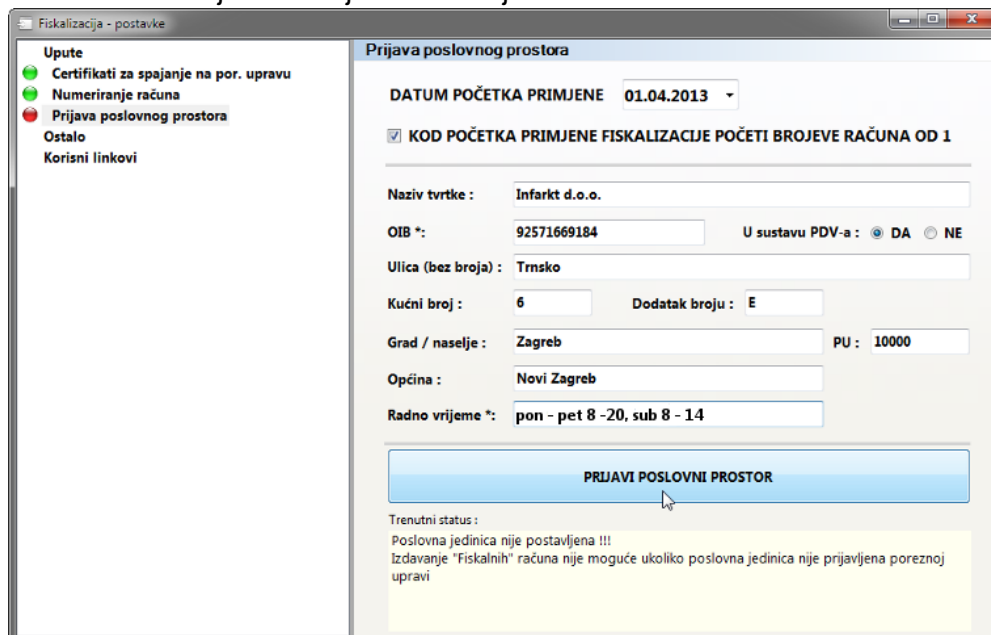 Fiskalizacija - postavke
Upute
Certifikati za spajanje na por. upravu
Numeriranje računa
Prijava poslovnog prostora
Ostalo
Korisni linkovi
Prijava poslovnog prostora
DATUM POČETKA PRIMJENE 01.04.2013
KOD POČETKA PRIMJENE FISKALIZACIJE POČETI BROJEVE RAČUNA OD 1
Naziv tvrtke : Infarkt d.o.o.
OIB *: 92571669184 U sustavu PDV-a : DA NE
Ulica (bez broja) : Trnsko
Kućni broj : 6 Dodatak broju : E
Grad / naselje : Zagreb PU : 10000
Općina : Novi Zagreb
Radno vrijeme *: pon - pet 8 -20, sub 8 - 14
PRIJAVI POSLOVNI PROSTOR
Trenutni status :
Poslovna jedinica nije postavljena !!!
Izdavanje "Fiskalnih" računa nije moguće ukoliko poslovna jedinica nije prijavljena poreznoj
upravi